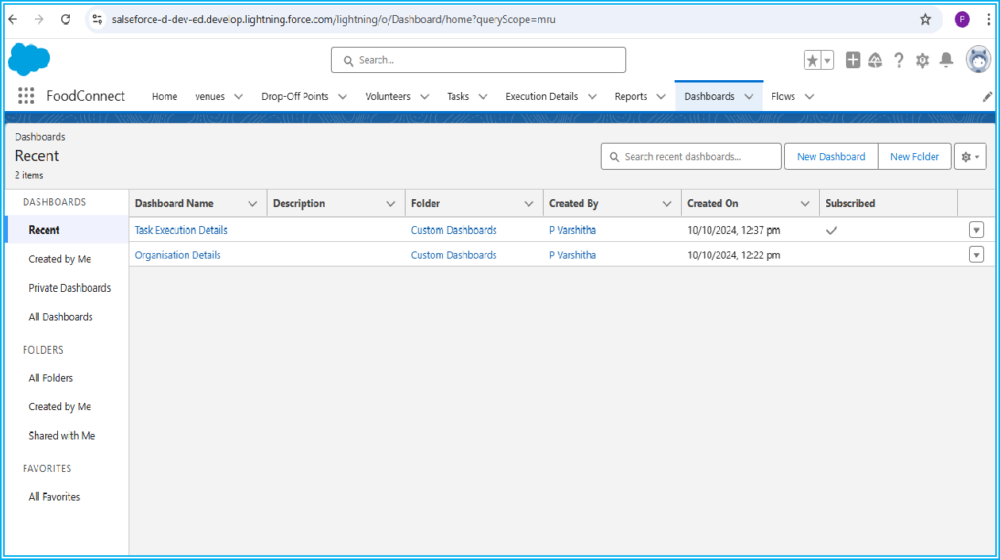 salseforce-d-dev-ed.develop.lightning.force.com/lightning/o/Dashboard/home?queryScope=mru
P
Search...
FoodConnect Home venues Drop-Off Points Volunteers Tasks Execution Details Reports Dashboards Flows
Dashboards
Recent
2 items
Search recent dashboards...
New Dashboard
New Folder
DASHBOARDS
Recent
Created by Me
Private Dashboards
All Dashboards
FOLDERS
All Folders
Created by Me
Shared with Me
FAVORITES
All Favorites
Dashboard Name Description Folder Created By Created On Subscribed
Task Execution Details Custom Dashboards P Varshitha 10/10/2024, 12:37 pm
Organisation Details Custom Dashboards P Varshitha 10/10/2024, 12:22 pm